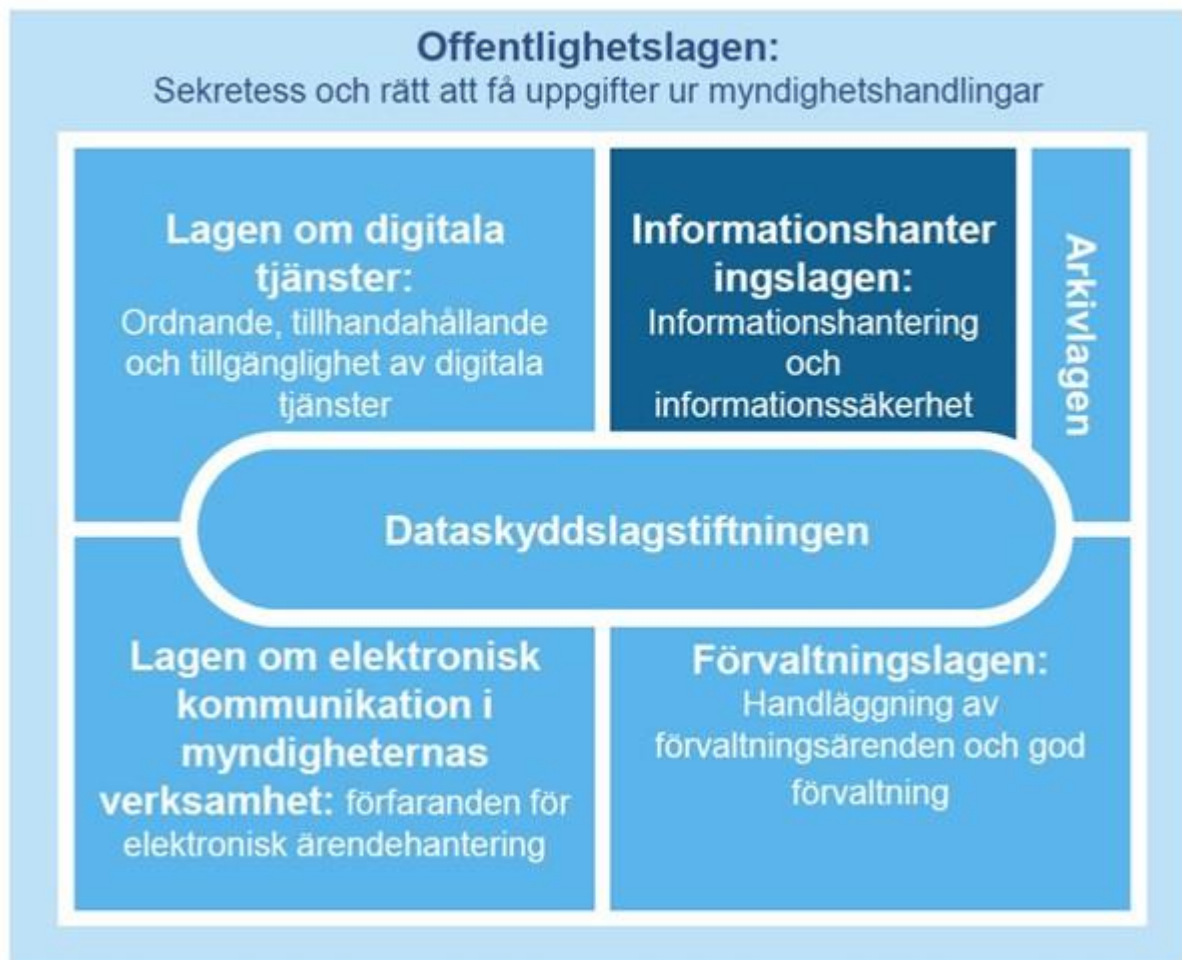 Offentlighetslagen:
Sekretess och rätt att få uppgifter ur myndighetshandlingar
Lagen om digitala
tjänster:
Ordnande, tillhandahållande
och tillgänglighet av digitala
tjänster
Informationshanter
ingslagen:
Informationshantering
och
informationssäkerhet
Arkivlagen
Dataskyddslagstiftningen
Lagen om elektronisk
kommunikation i
myndigheternas
verksamhet: förfaranden för
elektronisk ärendehantering
Förvaltningslagen:
Handläggning av
förvaltningsärenden och god
förvaltning